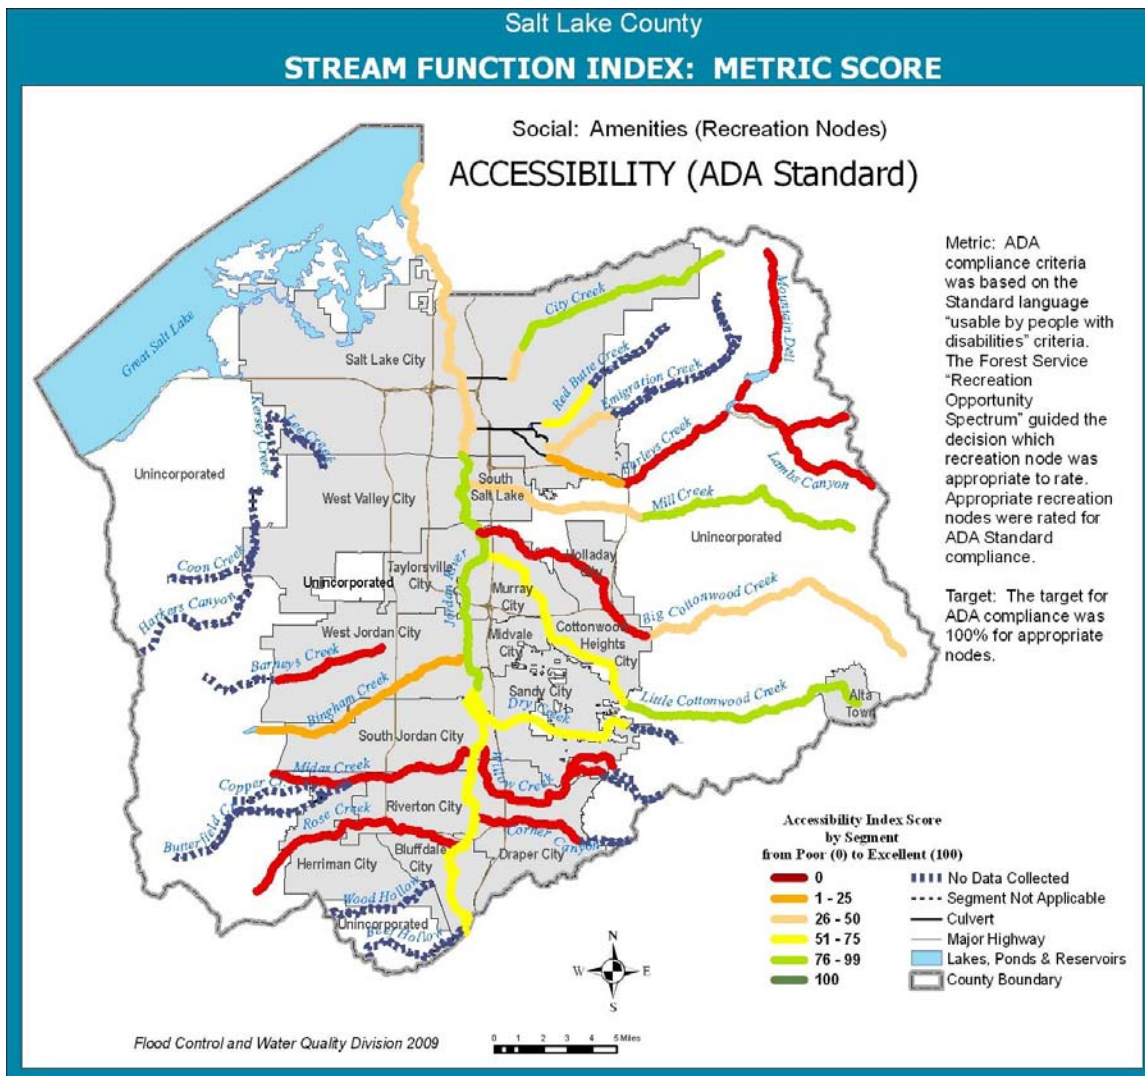 Salt Lake County
STREAM FUNCTION INDEX: METRIC SCORE
Social: Amenities (Recreation Nodes)
ACCESSIBILITY (ADA Standard)
Metric: ADA
compliance criteria
was based on the
Standard language
“usable by people with
disabilities” criteria.
The Forest Service
“Recreation
Opportunity
Spectrum” guided the
decision which
recreation node was
appropriate to rate.
Appropriate recreation
nodes were rated for
ADA Standard
compliance.
Target: The target for
ADA compliance was
100% for appropriate
nodes.
Great Salt Lake
Salt Lake City
City Creek
Mountain Dell
Red Butte Creek
Emigration Creek
Kersey Creek
Lee Creek
Parleys Creek
Lambs Canyon
Unincorporated
West Valley City
South
Salt Lake
Mill Creek
Unincorporated
Coon Creek
Unincorporated
Taylorsville
City
Jordan River
Holladay
City
Murray
City
Harkers Canyon
West Jordan City
Midvale
City
Cottonwood
Heights
City
Big Cottonwood Creek
Barneys Creek
Sandy City
Little Cottonwood Creek
Alta
Town
Bingham Creek
Dry Creek
South Jordan City
Midas Creek
Willow Creek
Copper
Riverton City
Butterfield
Rose Creek
Corner
Canyon
Bluffdale
City
Draper City
Herriman City
Wood Hollow
Unincorporated
Beef Hollow
Accessibility Index Score
by Segment
from Poor (0) to Excellent (100)
0
1 - 25
26 - 50
51 - 75
76 - 99
100
No Data Collected
Segment Not Applicable
Culvert
Major Highway
Lakes, Ponds & Reservoirs
County Boundary
N
W E
S
0 1 2 3 4 5 Miles
Flood Control and Water Quality Division 2009